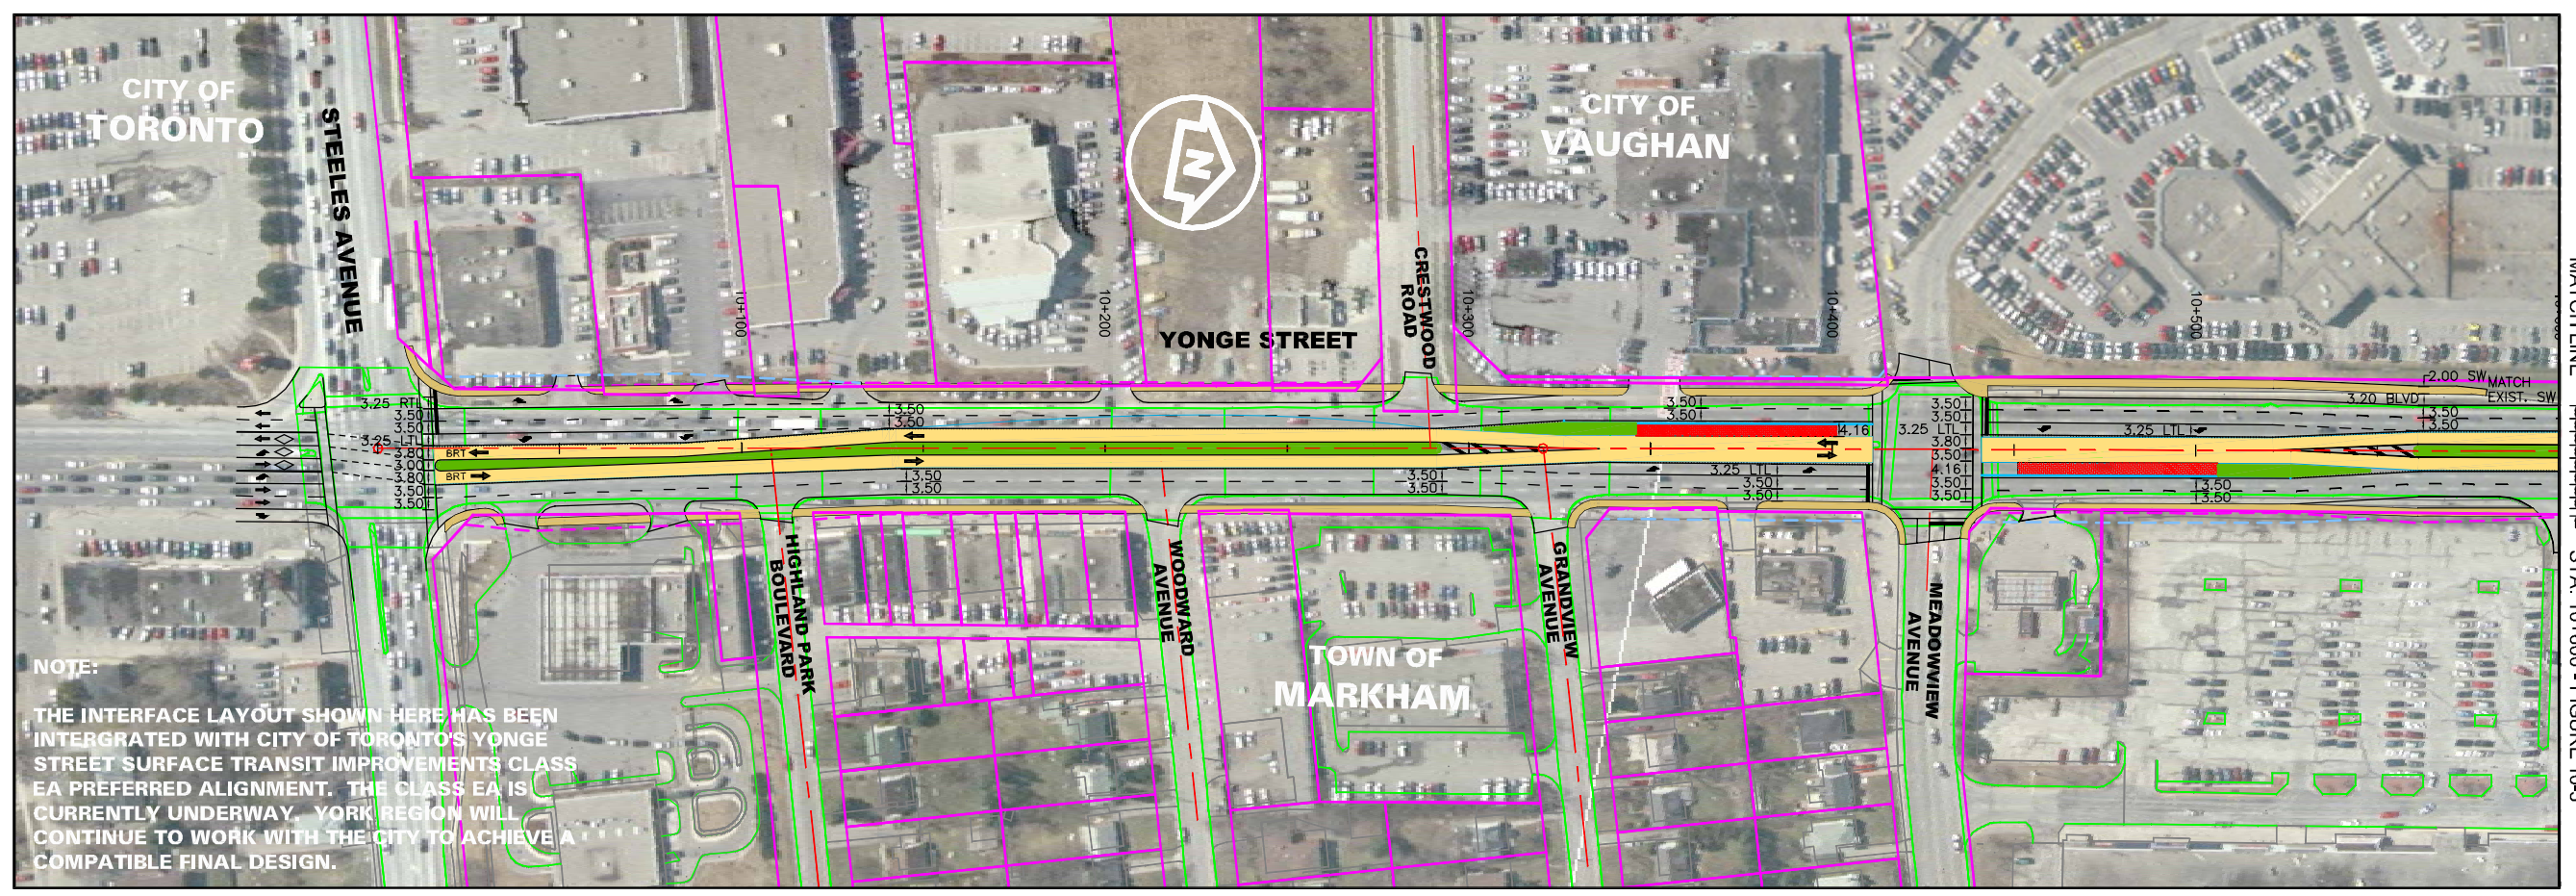 CITY OF
TORONTO
STEELES AVENUE
N
CITY OF
VAUGHAN
CRESTWOOD
ROAD
YONGE STREET
10+100
10+200
10+300
10+400
10+500
2.00 SW
MATCH
EXIST. SW
3.20 BLVD
3.25 RTL
3.50
3.50
3.25 LTL
3.80
3.00
3.80
3.50
3.50
BRT
BRT
3.50
3.50
3.50
3.50
3.50
3.50
3.50
3.50
4.16
3.25 LTL
3.50
3.50
3.50
3.50
3.25 LTL
3.80
3.50
4.16
3.50
3.50
3.25 LTL
3.50
3.50
3.50
3.50
HIGHLAND PARK
BOULEVARD
WOODWARD
AVENUE
GRANDVIEW
AVENUE
MEADOWVIEW
AVENUE
TOWN OF
MARKHAM
NOTE:
THE INTERFACE LAYOUT SHOWN HERE HAS BEEN
INTERGRATED WITH CITY OF TORONTO'S YONGE
STREET SURFACE TRANSIT IMPROVEMENTS CLASS
EA PREFERRED ALIGNMENT. THE CLASS EA IS
CURRENTLY UNDERWAY. YORK REGION WILL
CONTINUE TO WORK WITH THE CITY TO ACHIEVE A
COMPATIBLE FINAL DESIGN.